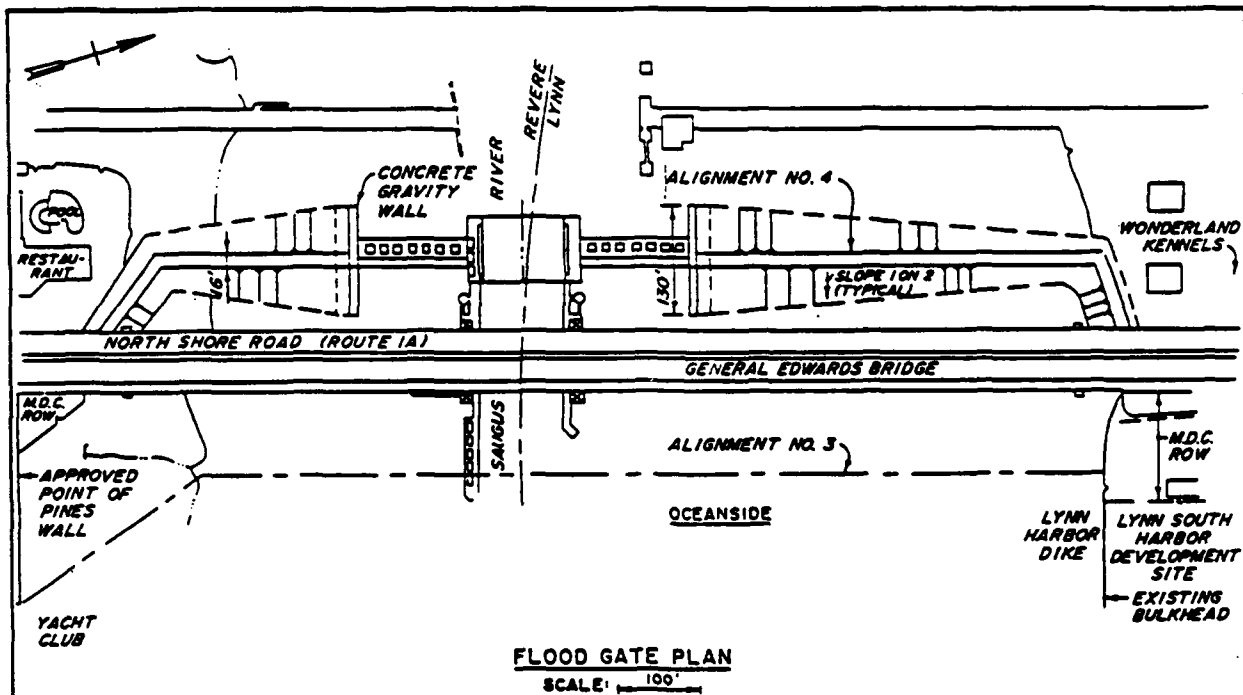 REVERE
LYNN
RIVER
CONCRETE
GRAVITY
WALL
ALIGNMENT NO. 4
POOL
RESTAU-
RANT
WONDERLAND
KENNELS
16'
130'
SLOPE 1 ON 2
(TYPICAL)
NORTH SHORE ROAD (ROUTE 1A)
GENERAL EDWARDS BRIDGE
M.D.C.
ROW
SAUGUS
ALIGNMENT NO. 3
M.D.C.
ROW
APPROVED
POINT OF
PINES
WALL
OCEANSIDE
LYNN
HARBOR
DIKE
LYNN SOUTH
HARBOR
DEVELOPMENT
SITE
EXISTING
BULKHEAD
YACHT
CLUB
FLOOD GATE PLAN
SCALE: 100'